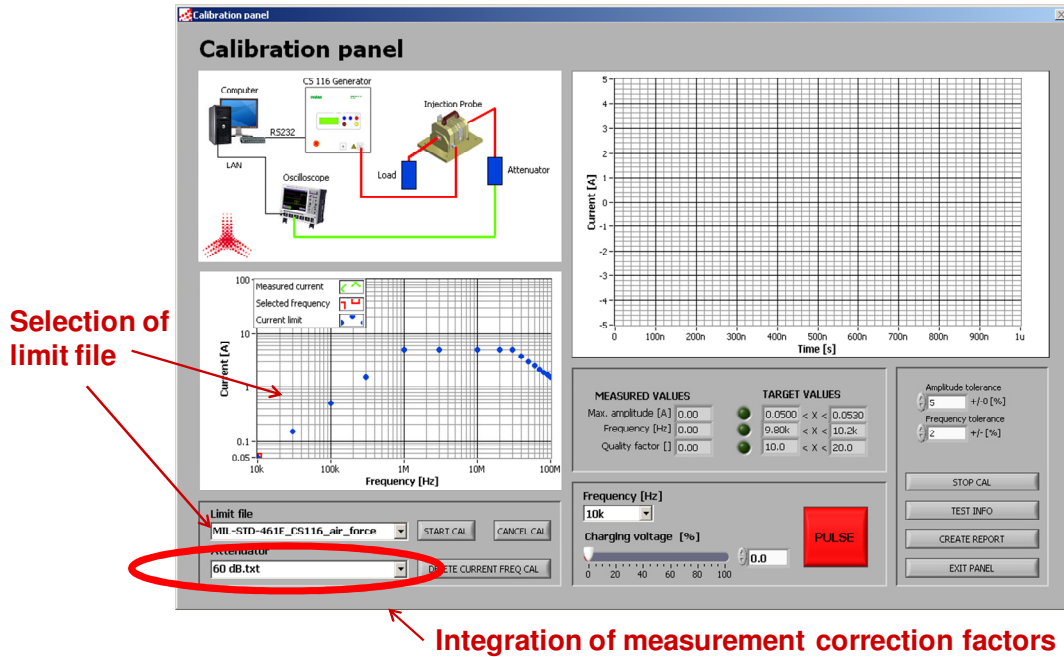 Calibration panel
Calibration panel
Computer
CS 116 Generator
Injection Probe
RS232
LAN
Load
Attenuator
Oscilloscope
Current [A]
5
4
3
2
1
0
-1
-2
-3
-4
-5
0 100n 200n 300n 400n 500n 600n 700n 800n 900n 1u
Time [s]
Selection of
limit file
Measured current
Selected frequency
Current limit
Current [A]
100
10
1
0.1
0.05
10k 100k 1M 10M 100M
Frequency [Hz]
MEASURED VALUES TARGET VALUES
Max. amplitude [A] 0.00 0.0500 < X < 0.0530
Frequency [Hz] 0.00 9.80k < X < 10.2k
Quality factor [] 0.00 10.0 < X < 20.0
Amplitude tolerance
5 +/-0 [%]
Frequency tolerance
2 +/- [%]
Limit file
MIL-STD-461F_CS116_air_force START CAL CANCEL CAL
Attenuator
60 dB.txt DELETE CURRENT FREQ CAL
Frequency [Hz]
10k
Charging voltage [%]
0 20 40 60 80 100
0.0
PULSE
STOP CAL
TEST INFO
CREATE REPORT
EXIT PANEL
Integration of measurement correction factors